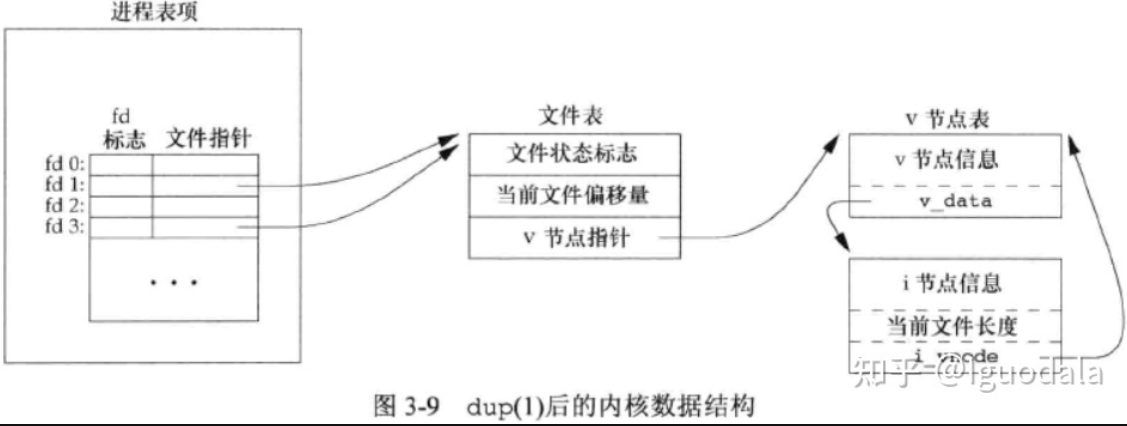 进程表项
fd
标志 文件指针
fd 0:
fd 1:
fd 2:
fd 3:
...
文件表
文件状态标志
当前文件偏移量
v 节点指针
v 节点表
v 节点信息
v_data
i 节点信息
当前文件长度
i_vnode
知乎 @Iguodala
图 3-9 dup(1)后的内核数据结构